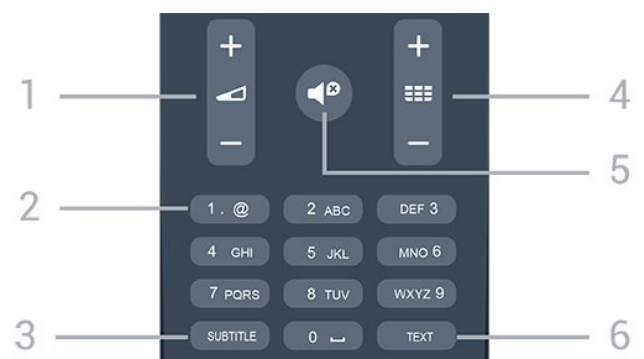 + +
1 4
- -
5
2 1 . @ 2 ABC DEF 3
4 GHI 5 JKL MNO 6
7 PQRS 8 TUV WXYZ 9
3 SUBTITLE 0 ⌴ TEXT 6